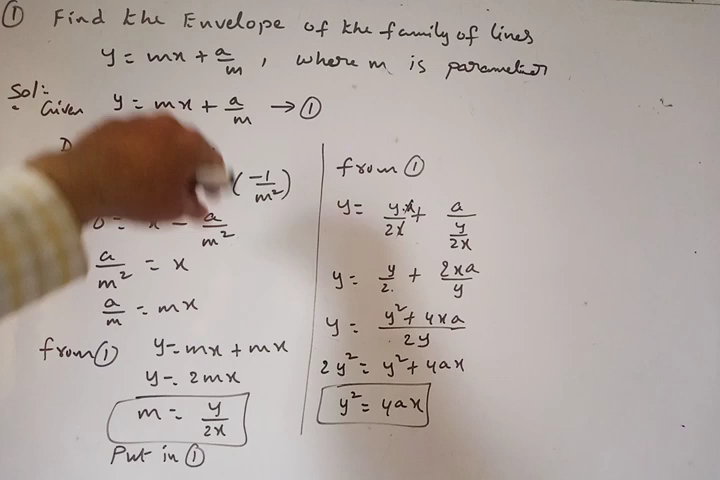 ① Find the Envelope of the family of lines
y = mx + a/m , where m is parameter
Sol:-
Given y = mx + a/m → ①
D
(-1/m²)
0 = x - a/m²
a/m² = x
a/m = mx
from ① y = mx + mx
y = 2mx
m = y/2x
Put in ①
from ①
y = y·x/2x + a/(y/2x)
y = y/2 + 2xa/y
y = (y² + 4xa)/2y
2y² = y² + 4ax
y² = 4ax